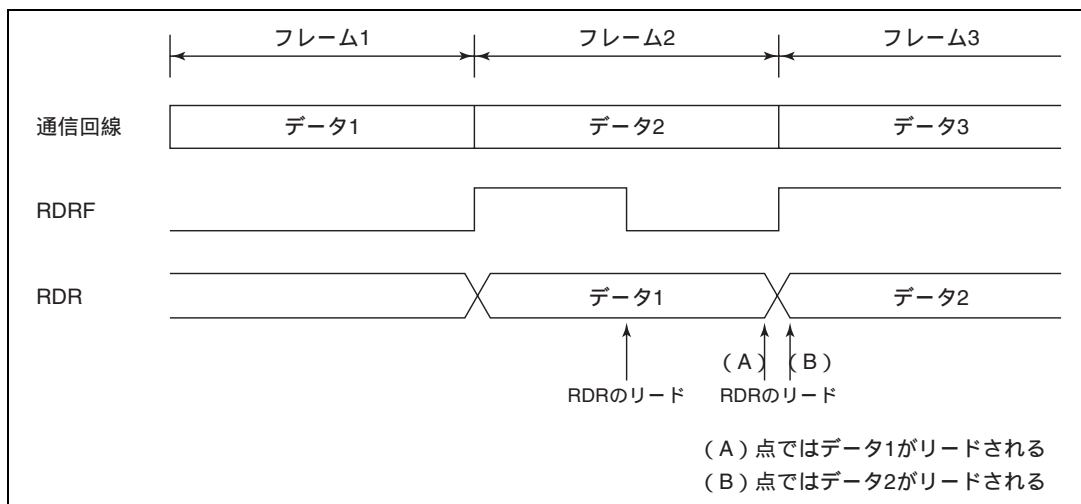 フレーム1 フレーム2 フレーム3
通信回線 データ1 データ2 データ3
RDRF
RDR データ1 データ2
(A) (B)
RDRのリード RDRのリード
(A)点ではデータ1がリードされる
(B)点ではデータ2がリードされる